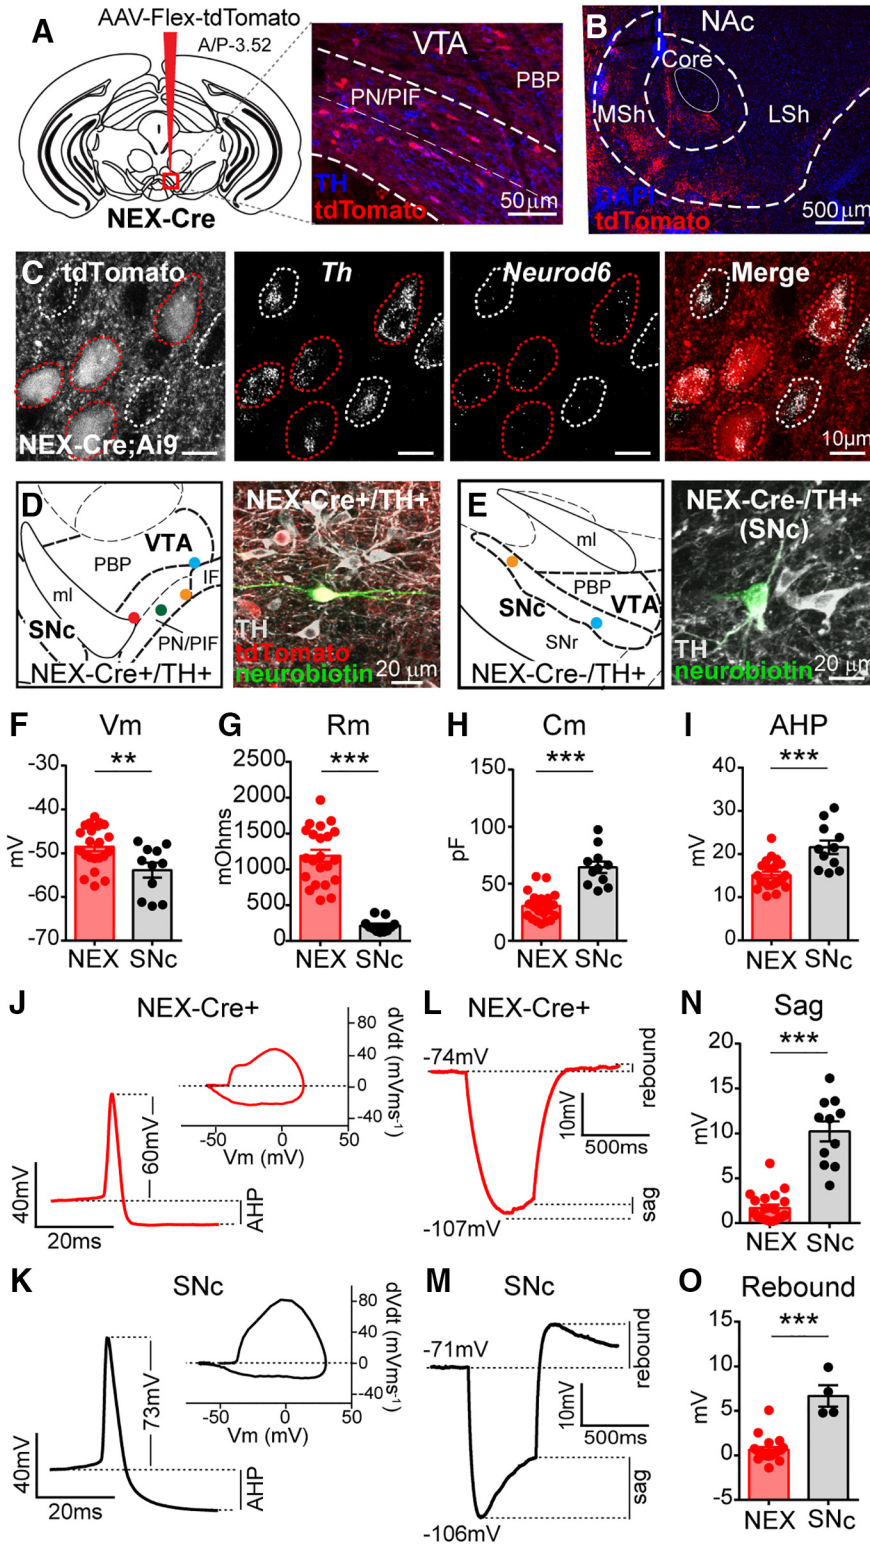 A
AAV-Flex-tdTomato
A/P-3.52
NEX-Cre
VTA
PBP
PN/PIF
TH
tdTomato
50 μm
B
NAc
Core
MSh
LSh
DAPI
tdTomato
500 μm
C
tdTomato
Th
Neurod6
Merge
NEX-Cre;Ai9
10μm
D
VTA
PBP
IF
ml
SNc
PN/PIF
NEX-Cre+/TH+
NEX-Cre+/TH+
TH
tdTomato
neurobiotin
20 μm
E
ml
PBP
SNc
VTA
SNr
NEX-Cre-/TH+
NEX-Cre-/TH+
(SNc)
TH
neurobiotin
20 μm
F
Vm
**
-30
-40
-50
-60
-70
mV
NEX SNc
G
Rm
***
2500
2000
1500
1000
500
0
mOhms
NEX SNc
H
Cm
***
150
100
50
0
pF
NEX SNc
I
AHP
***
40
30
20
10
0
mV
NEX SNc
J
NEX-Cre+
60mV
AHP
40mV
20ms
80
40
0
-40
dVdt (mVms⁻¹)
-50 0 50
Vm (mV)
L
NEX-Cre+
-74mV
rebound
10mV
500ms
sag
-107mV
N
Sag
***
20
15
10
5
0
mV
NEX SNc
K
SNc
73mV
AHP
40mV
20ms
80
40
0
-40
dVdt (mVms⁻¹)
-50 0 50
Vm (mV)
M
SNc
-71mV
rebound
10mV
500ms
sag
-106mV
O
Rebound
***
15
10
5
0
-5
mV
NEX SNc